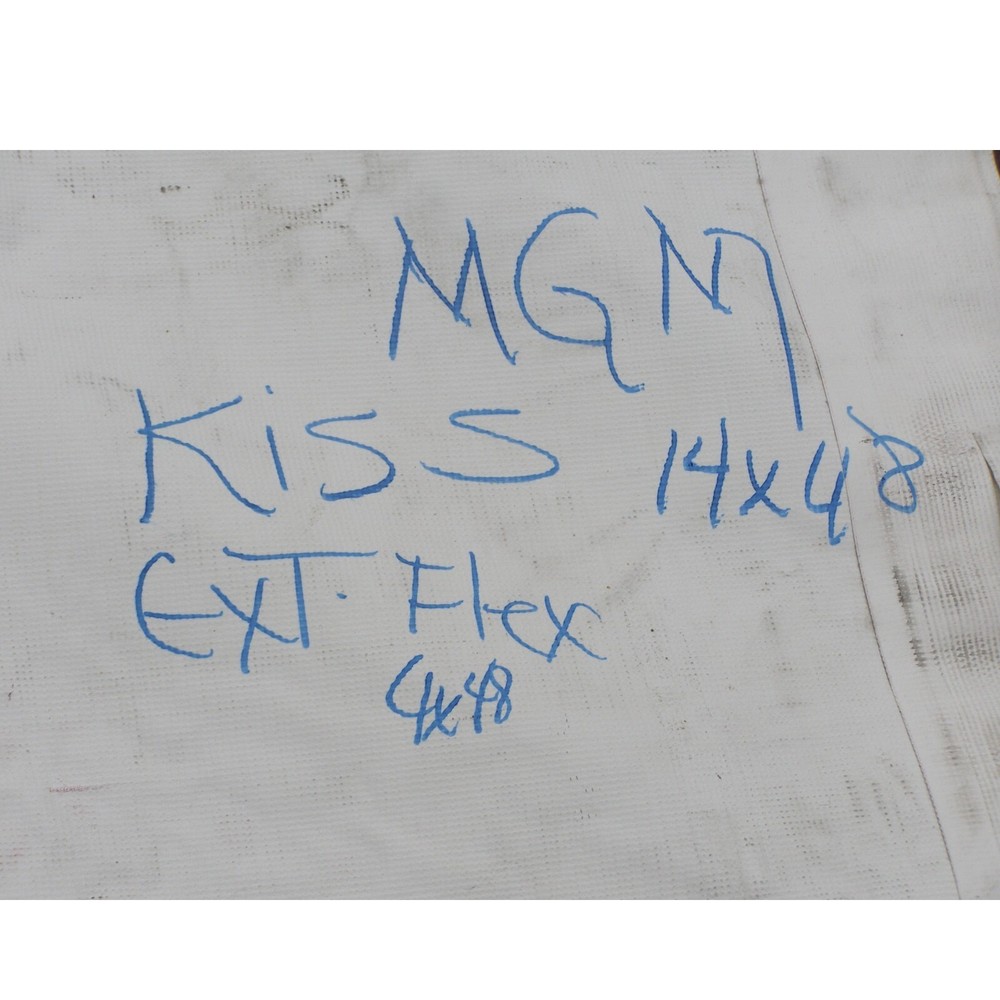 MGM
KiSS 14x48
EXT. Flex
4x48